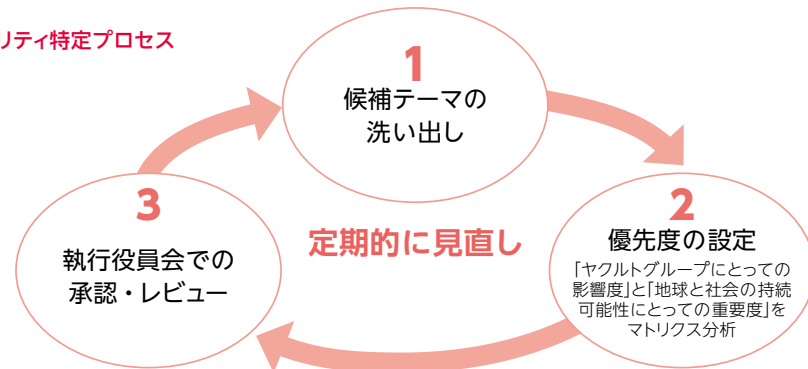 リティ特定プロセス
1
候補テーマの
洗い出し
2
優先度の設定
「ヤクルトグループにとっての
影響度」と「地球と社会の持続
可能性にとっての重要度」を
マトリクス分析
3
執行役員会での
承認・レビュー
定期的に見直し